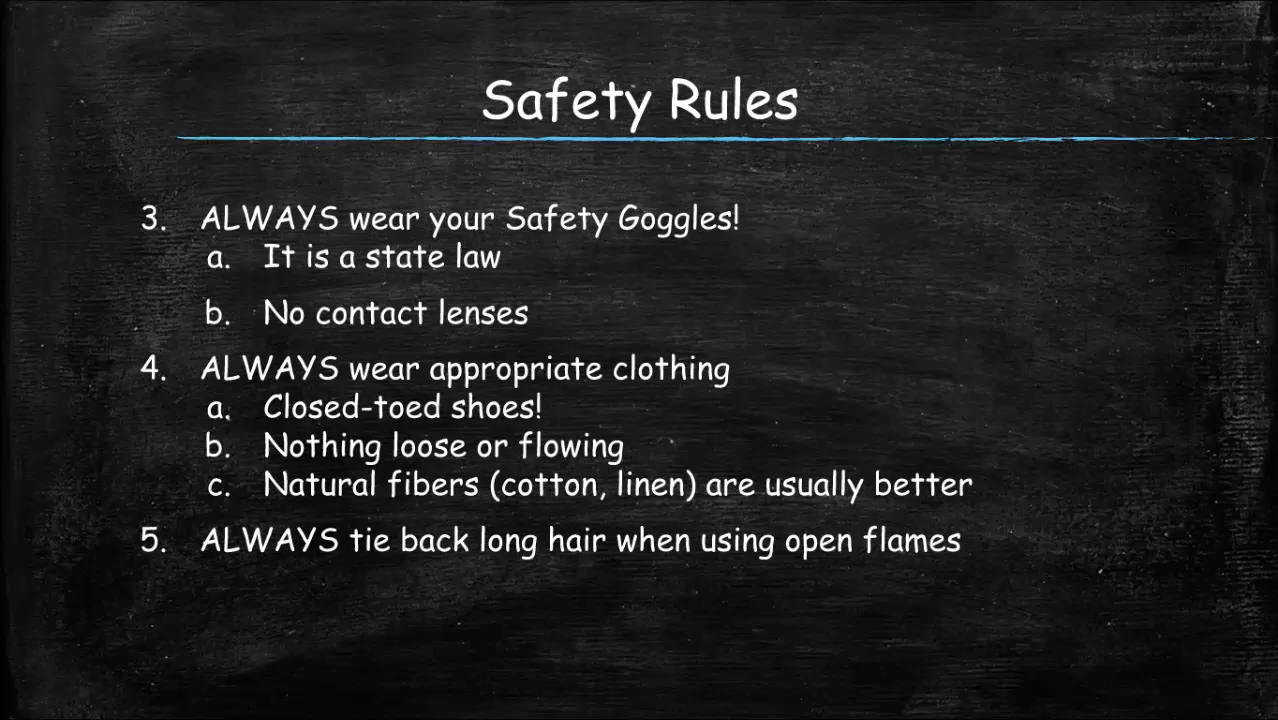 Safety Rules
3. ALWAYS wear your Safety Goggles!
a. It is a state law
b. No contact lenses
4. ALWAYS wear appropriate clothing
a. Closed-toed shoes!
b. Nothing loose or flowing
c. Natural fibers (cotton, linen) are usually better
5. ALWAYS tie back long hair when using open flames